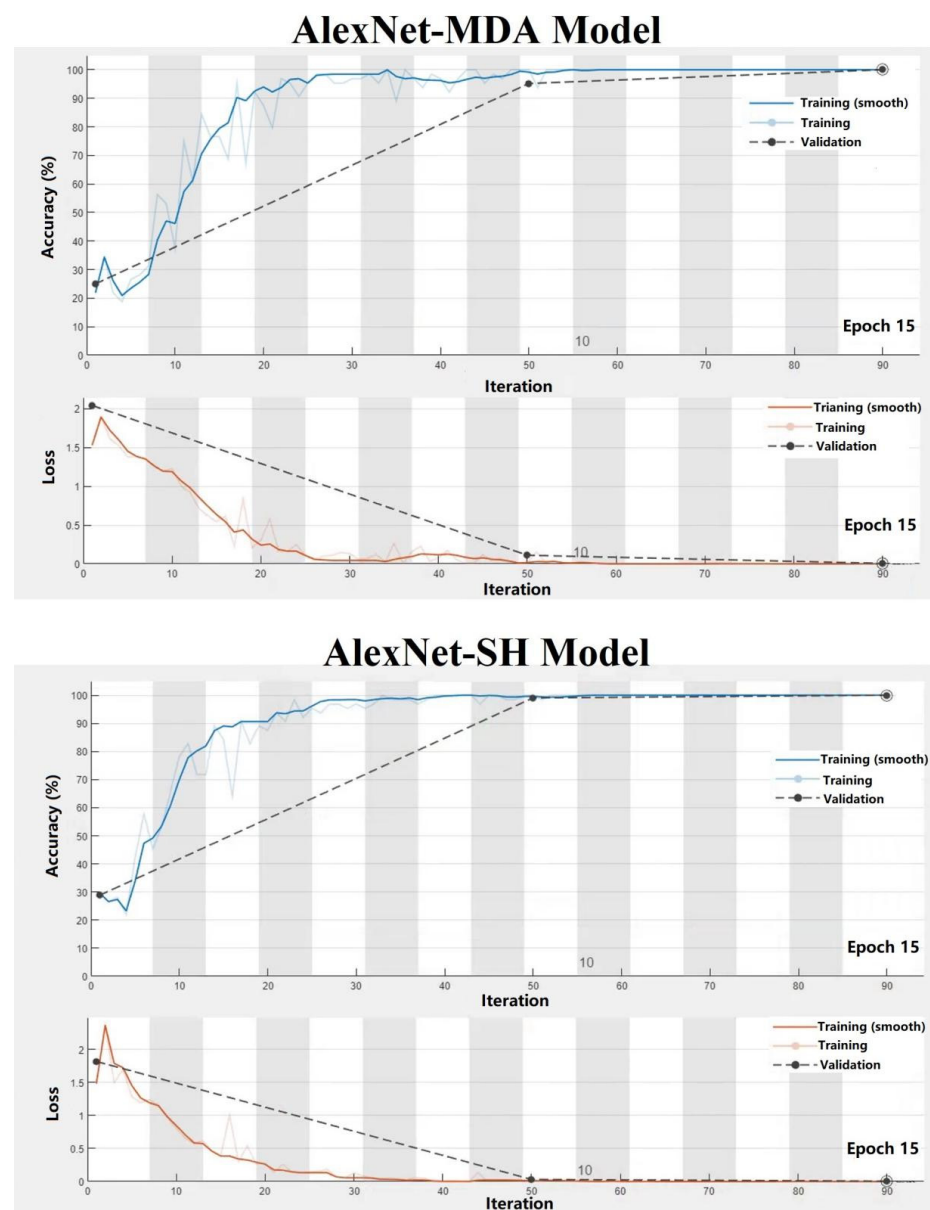 AlexNet-MDA Model
100
90
80
70
60
50
40
30
20
10
0
Accuracy (%)
Training (smooth)
Training
Validation
Epoch 15
10
0 10 20 30 40 50 60 70 80 90
Iteration
2
1.5
1
0.5
0
Loss
Trianing (smooth)
Training
Validation
Epoch 15
10
0 10 20 30 40 50 60 70 80 90
Iteration
AlexNet-SH Model
100
90
80
70
60
50
40
30
20
10
0
Accuracy (%)
Training (smooth)
Training
Validation
Epoch 15
10
0 10 20 30 40 50 60 70 80 90
Iteration
2
1.5
1
0.5
0
Loss
Training (smooth)
Training
Validation
Epoch 15
10
0 10 20 30 40 50 60 70 80 90
Iteration